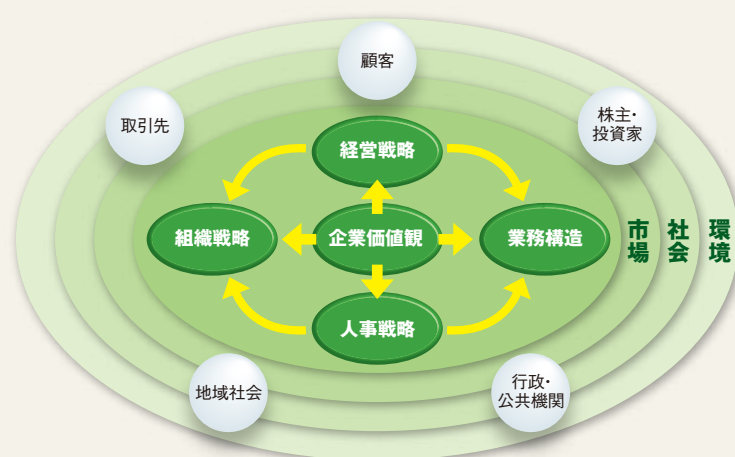 顧客
取引先
株主・
投資家
経営戦略
組織戦略
企業価値観
業務構造
市場
社会
環境
人事戦略
地域社会
行政・
公共機関